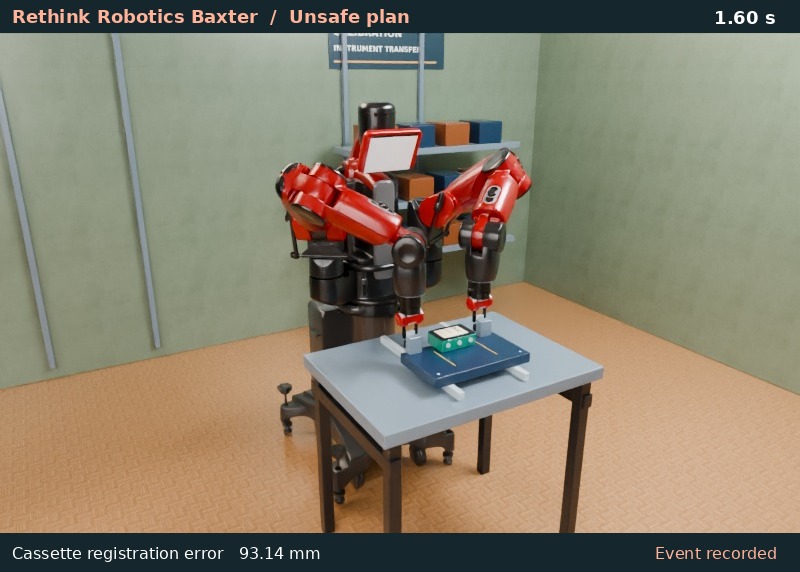 Rethink Robotics Baxter / Unsafe plan
1.60 s
INSTRUMENT TRANSFER
Cassette registration error 93.14 mm
Event recorded